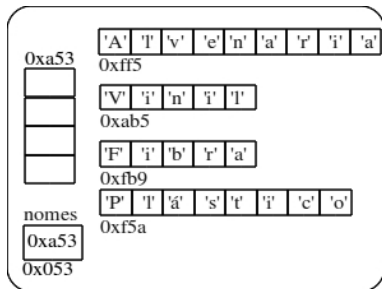 'A' 'l' 'v' 'e' 'n' 'a' 'r' 'i' 'a'
0xa53
0xff5
'V' 'i' 'n' 'i' 'l'
0xab5
'F' 'i' 'b' 'r' 'a'
0xfb9
'P' 'l' 'á' 's' 't' 'i' 'c' 'o'
nomes
0xf5a
0xa53
0x053